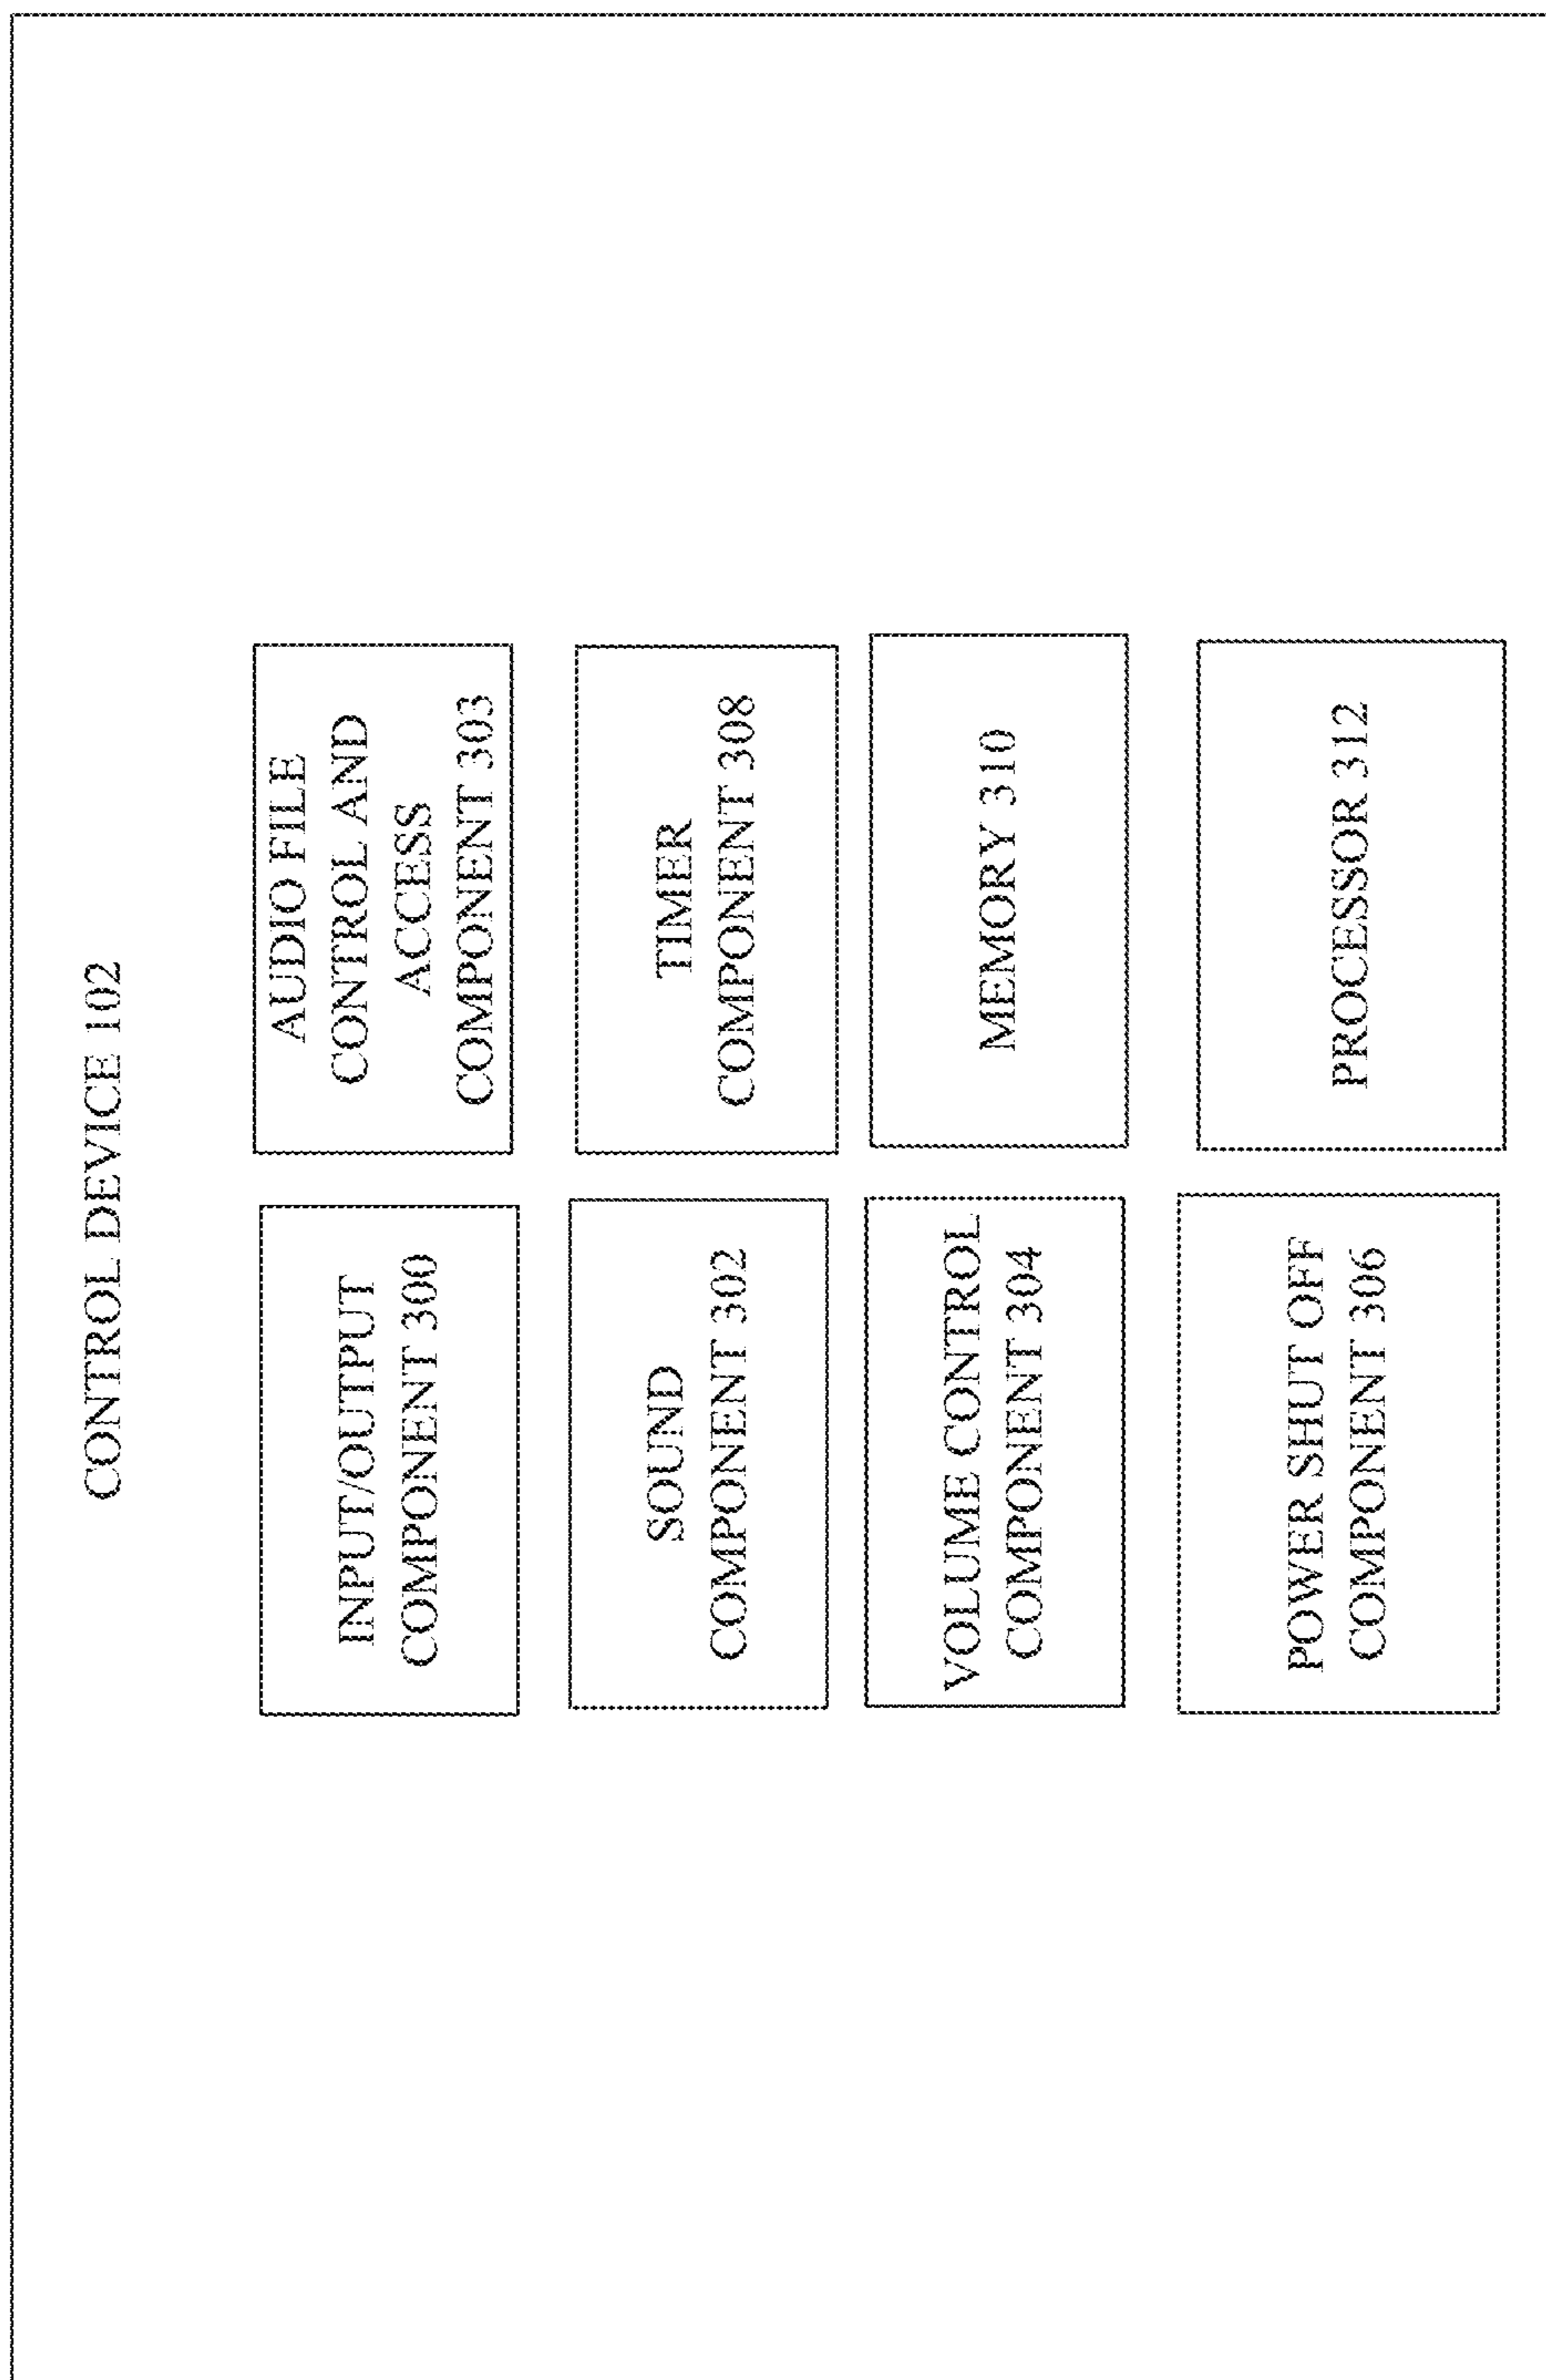 CONTROL DEVICE 102
INPUT/OUTPUT
COMPONENT 300
AUDIO FILE
CONTROL AND
ACCESS
COMPONENT 303
SOUND
COMPONENT 302
TIMER
COMPONENT 308
VOLUME CONTROL
COMPONENT 304
MEMORY 310
POWER SHUT OFF
COMPONENT 306
PROCESSOR 312